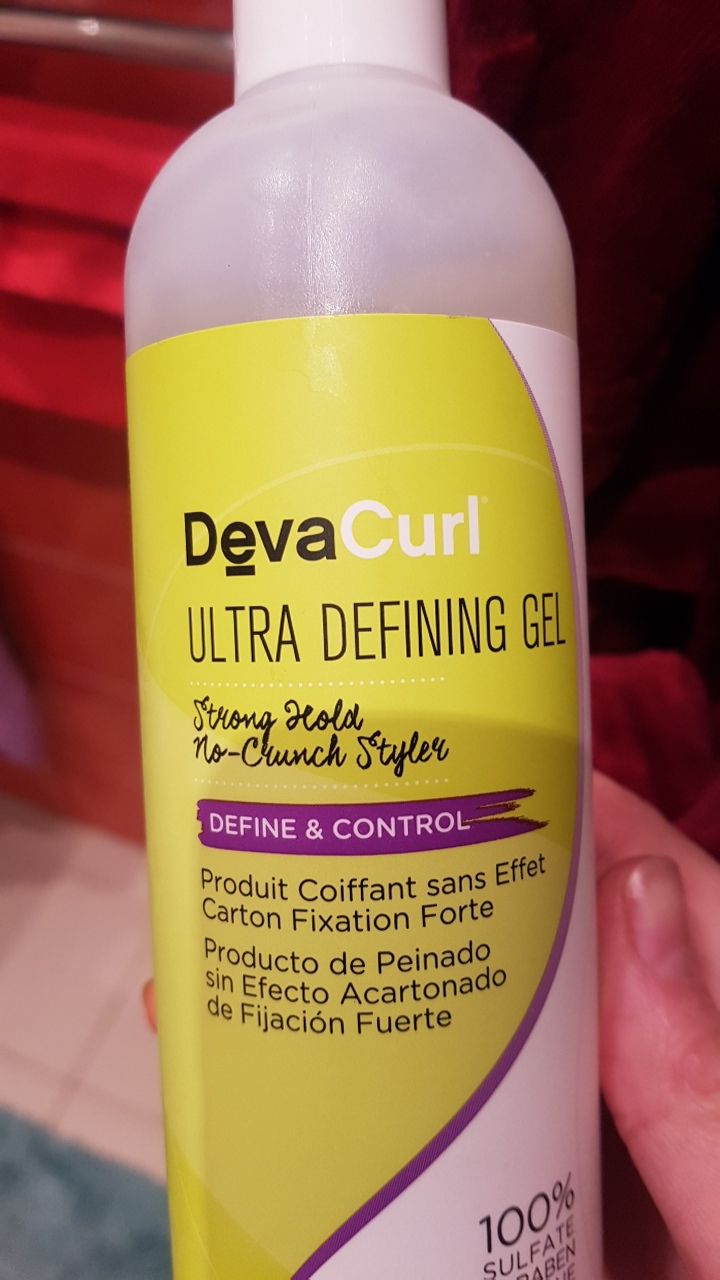 DevaCurl
ULTRA DEFINING GEL
Strong Hold
No-Crunch Styler
DEFINE & CONTROL
Produit Coiffant sans Effet
Carton Fixation Forte
Producto de Peinado
sin Efecto Acartonado
de Fijación Fuerte
100%
SULFATE